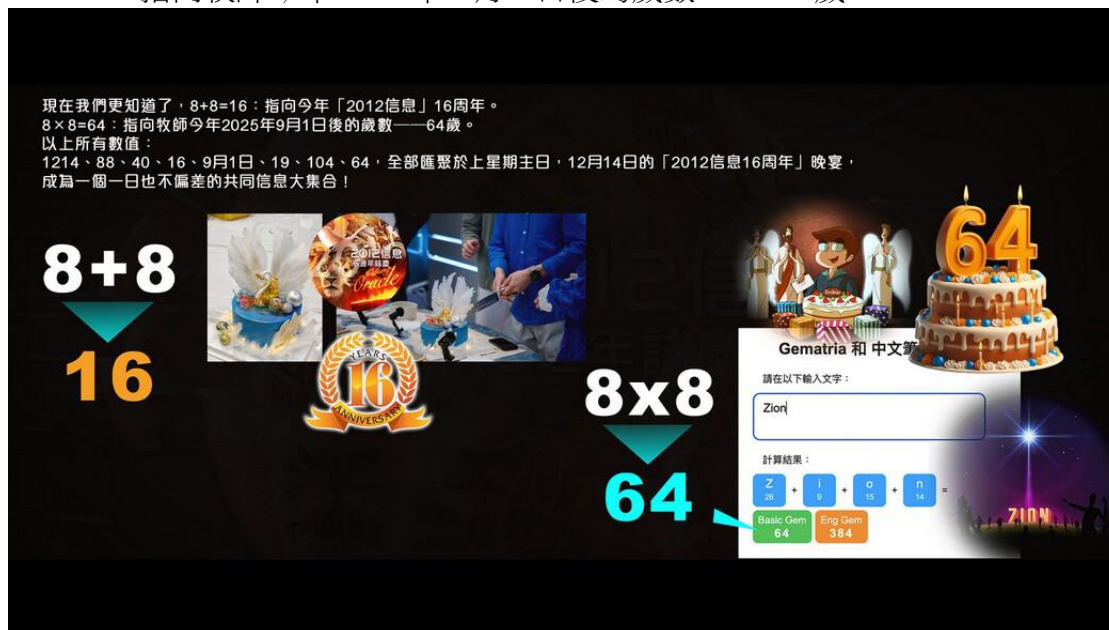 現在我們更知道了,8+8=16:指向今年「2012信息」16周年。
8×8=64:指向牧師今年2025年9月1日後的歲數——64歲。
以上所有數值:
1214、88、40、16、9月1日、19、104、64,全部匯聚於上星期主日,12月14日的「2012信息16周年」晚宴,
成為一個一日也不偏差的共同信息大集合!
8+8
16
2012信息
Oracle
YEARS
16
ANNIVERSARY
8x8
64
64
Gematria 和 中文筆
請在以下輸入文字:
Zion
計算結果:
Z + i + o + n =
26 9 15 14
Basic Gem Eng Gem
64 384
ZION